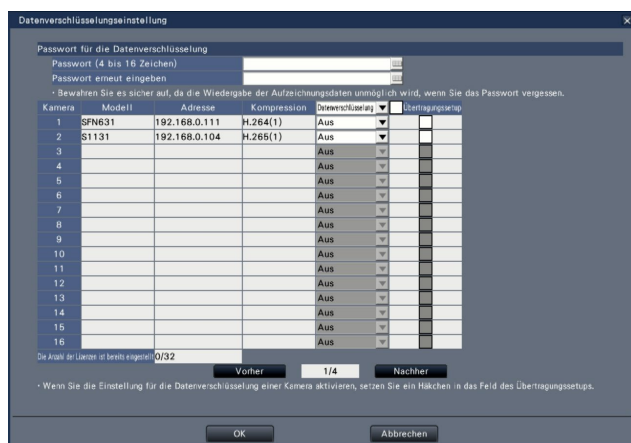 Datenverschlüsselungseinstellung
Passwort für die Datenverschlüsselung
Passwort (4 bis 16 Zeichen)
Passwort erneut eingeben
• Bewahren Sie es sicher auf, da die Wiedergabe der Aufzeichnungsdaten unmöglich wird, wenn Sie das Passwort vergessen.
Kamera Modell Adresse Kompression Datenverschlüsselung Übertragungssetup
1 SFN631 192.168.0.111 H.264(1) Aus
2 S1131 192.168.0.104 H.265(1) Aus
3 Aus
4 Aus
5 Aus
6 Aus
7 Aus
8 Aus
9 Aus
10 Aus
11 Aus
12 Aus
13 Aus
14 Aus
15 Aus
16 Aus
Die Anzahl der Lizenzen ist bereits eingestellt 0/32
Vorher 1/4 Nachher
• Wenn Sie die Einstellung für die Datenverschlüsselung einer Kamera aktivieren, setzen Sie ein Häkchen in das Feld des Übertragungssetups.
OK Abbrechen